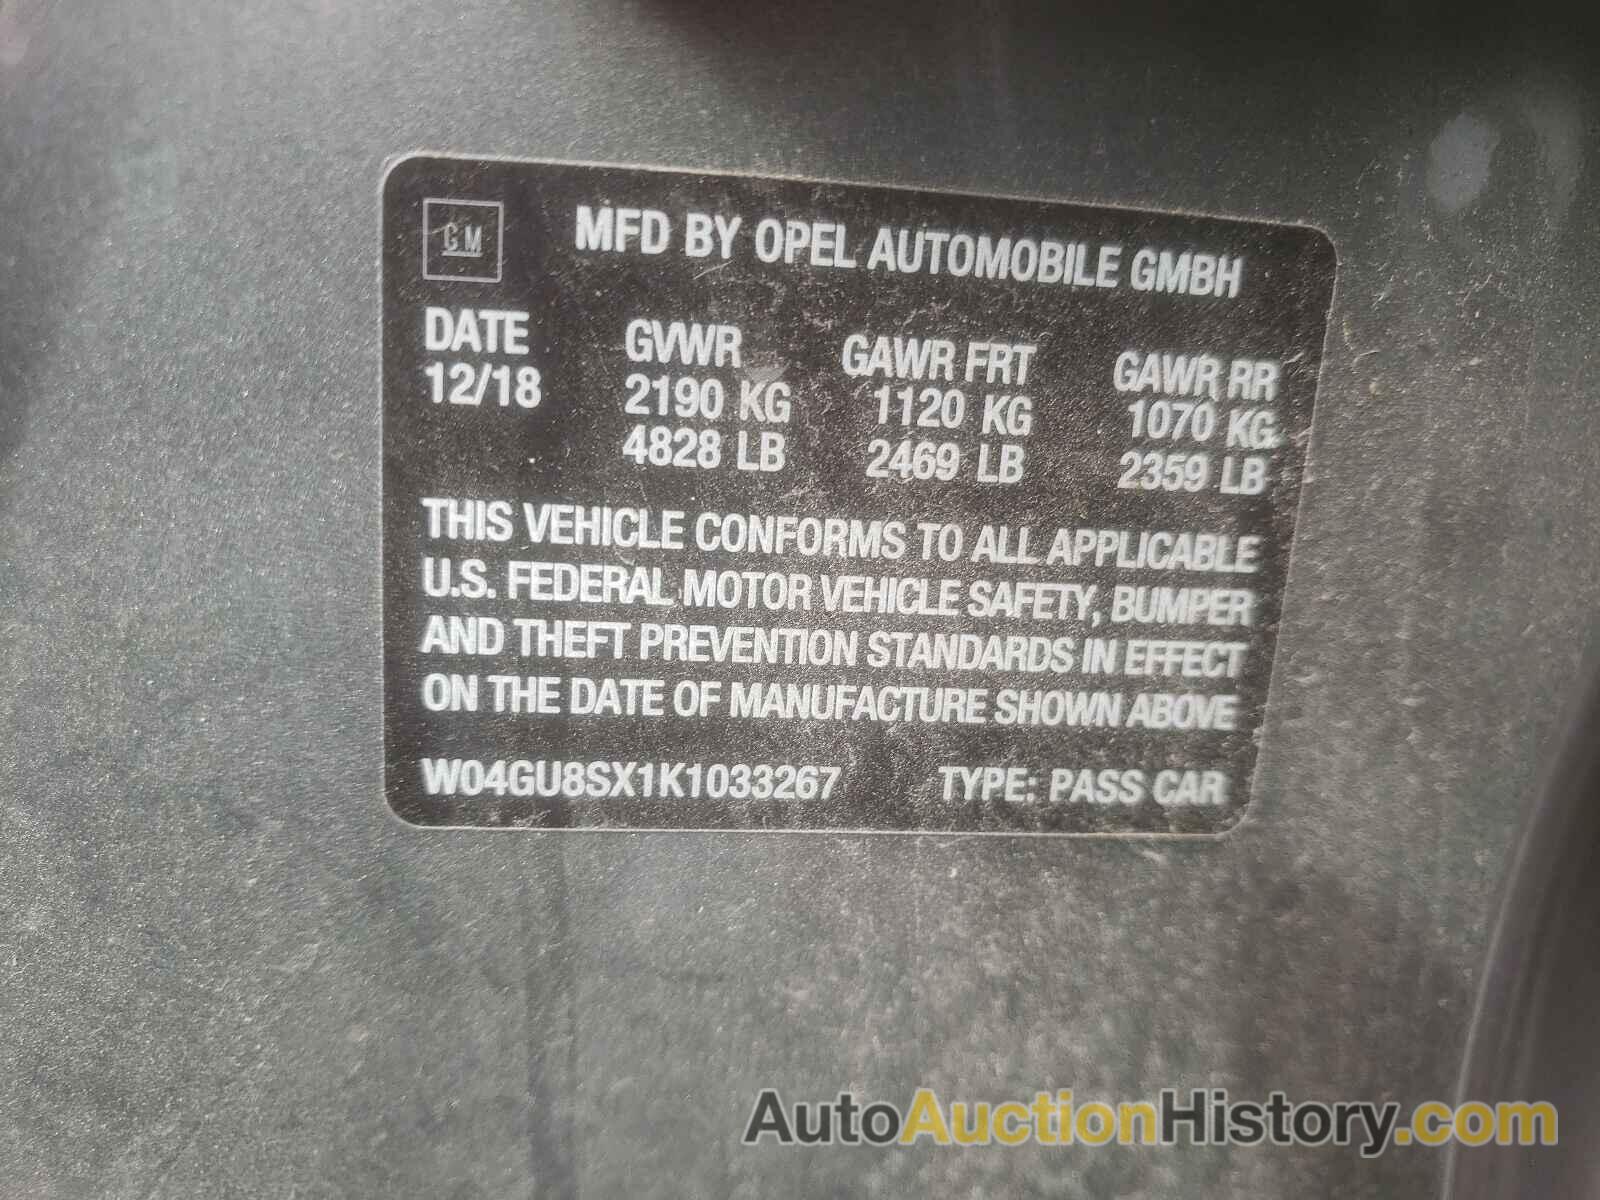 GM
MFD BY OPEL AUTOMOBILE GMBH
DATE GVWR GAWR FRT GAWR RR
12/18 2190 KG 1120 KG 1070 KG
4828 LB 2469 LB 2359 LB
THIS VEHICLE CONFORMS TO ALL APPLICABLE
U.S. FEDERAL MOTOR VEHICLE SAFETY, BUMPER
AND THEFT PREVENTION STANDARDS IN EFFECT
ON THE DATE OF MANUFACTURE SHOWN ABOVE
W04GU8SX1K1033267 TYPE: PASS CAR
AutoAuctionHistory.com